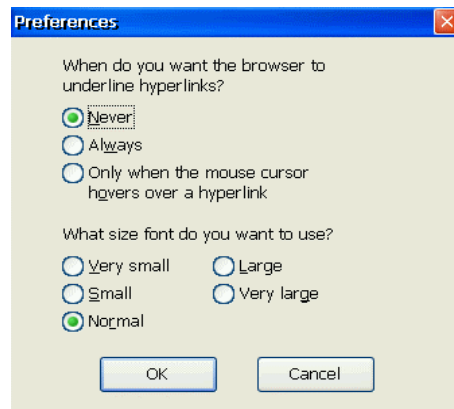 Preferences
When do you want the browser to
underline hyperlinks?
Never
Always
Only when the mouse cursor
hovers over a hyperlink
What size font do you want to use?
Very small
Large
Small
Very large
Normal
OK
Cancel